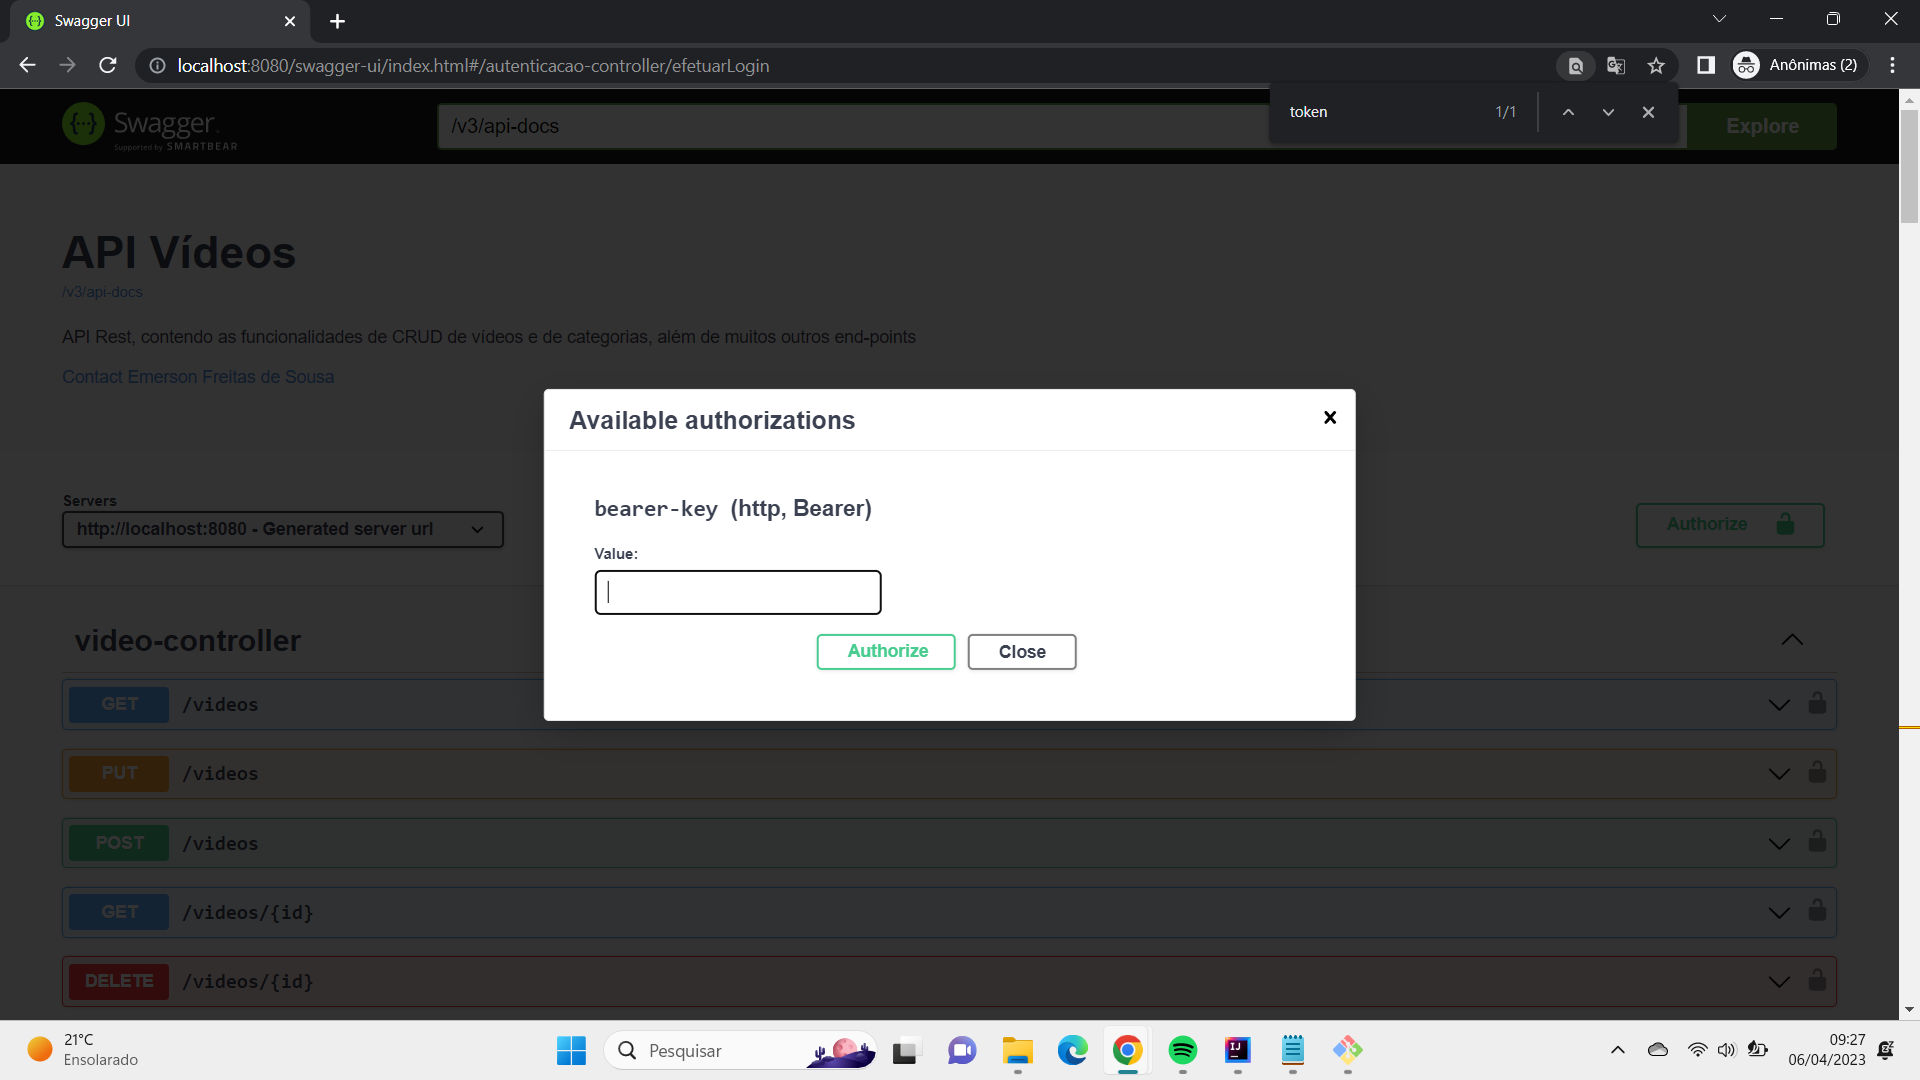 Swagger UI
localhost:8080/swagger-ui/index.html#/autenticacao-controller/efetuarLogin
Anônimas (2)
token
1/1
Swagger
Supported by SMARTBEAR
/v3/api-docs
Explore
API Vídeos
/v3/api-docs
API Rest, contendo as funcionalidades de CRUD de vídeos e de categorias, além de muitos outros end-points
Contact Emerson Freitas de Sousa
Available authorizations
bearer-key (http, Bearer)
Value:
Authorize
Close
Servers
http://localhost:8080 - Generated server url
Authorize
video-controller
GET /videos
PUT /videos
POST /videos
GET /videos/{id}
DELETE /videos/{id}
21°C
Ensolarado
Pesquisar
09:27
06/04/2023